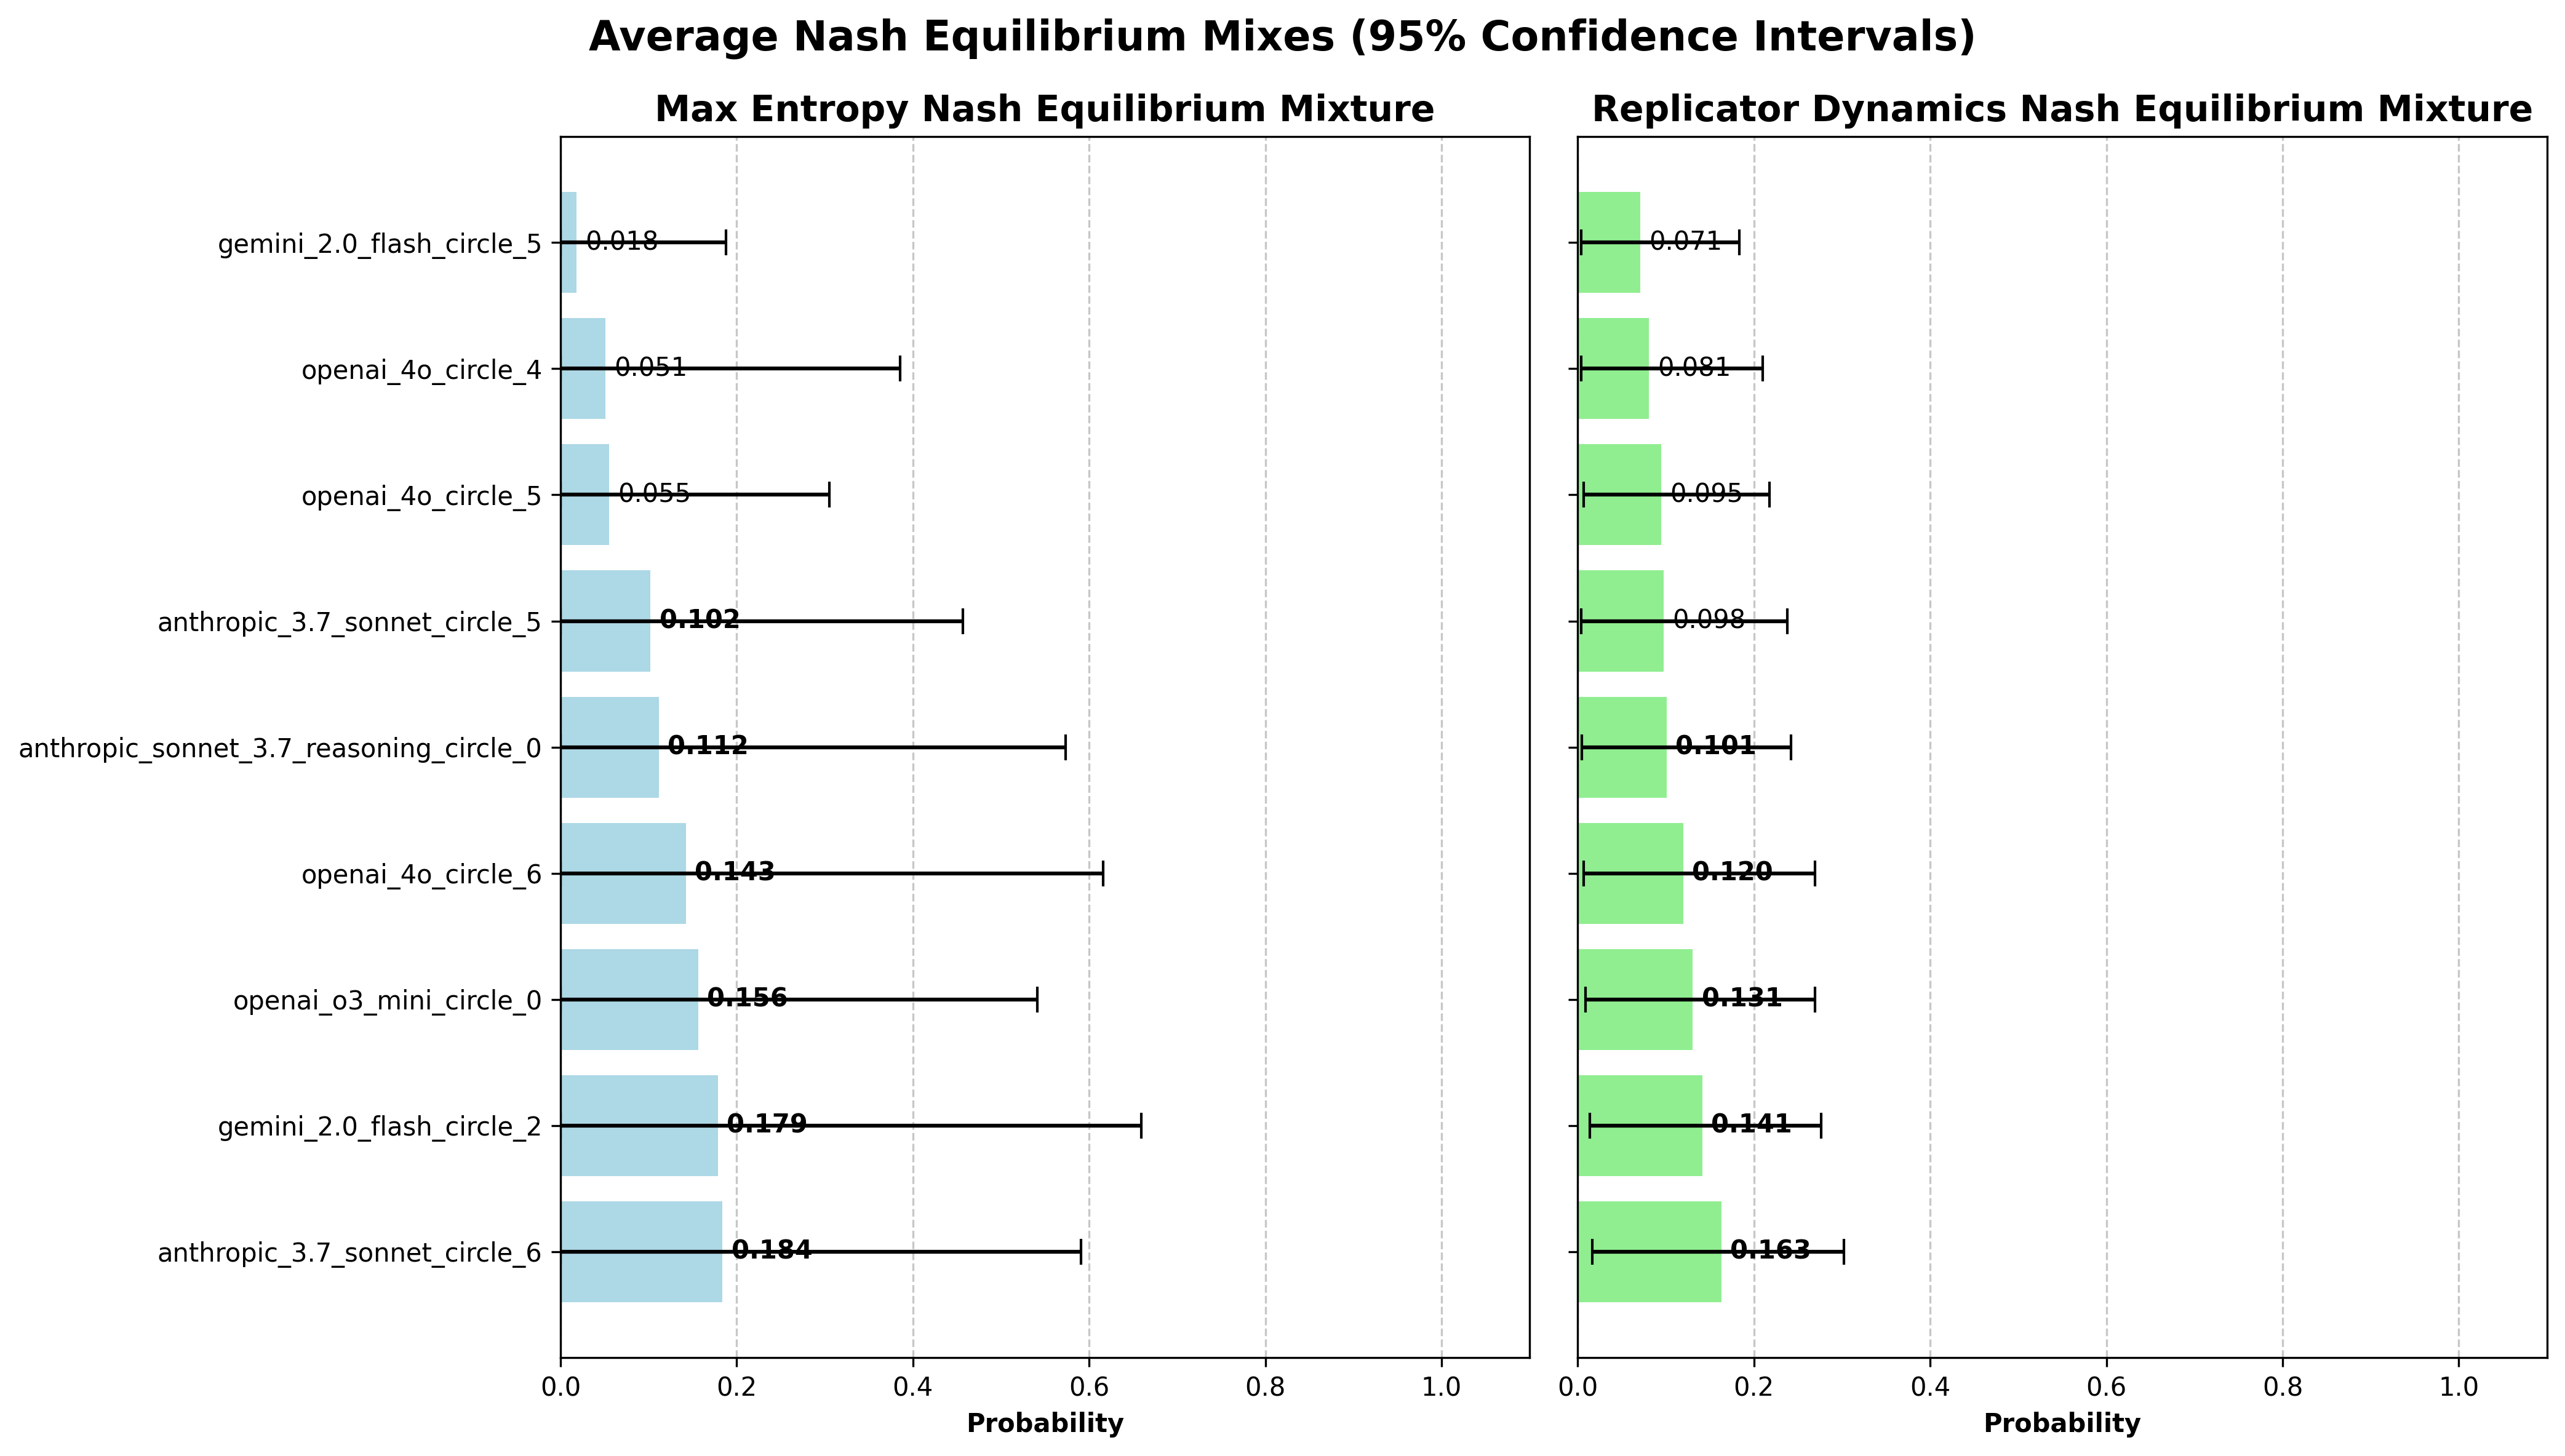 Average Nash Equilibrium Mixes (95% Confidence Intervals)
Max Entropy Nash Equilibrium Mixture
gemini_2.0_flash_circle_5
0.018
openai_4o_circle_4
0.051
openai_4o_circle_5
0.055
anthropic_3.7_sonnet_circle_5
0.102
anthropic_sonnet_3.7_reasoning_circle_0
0.112
openai_4o_circle_6
0.143
openai_o3_mini_circle_0
0.156
gemini_2.0_flash_circle_2
0.179
anthropic_3.7_sonnet_circle_6
0.184
0.0 0.2 0.4 0.6 0.8 1.0
Probability
Replicator Dynamics Nash Equilibrium Mixture
0.071
0.081
0.095
0.098
0.101
0.120
0.131
0.141
0.163
0.0 0.2 0.4 0.6 0.8 1.0
Probability